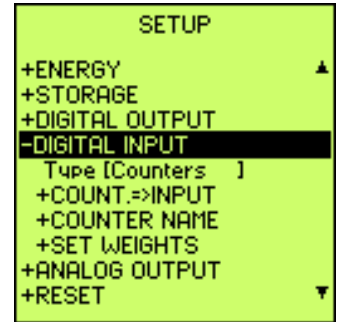 SETUP
+ENERGY
+STORAGE
+DIGITAL OUTPUT
-DIGITAL INPUT
Type [Counters ]
+COUNT.=>INPUT
+COUNTER NAME
+SET WEIGHTS
+ANALOG OUTPUT
+RESET